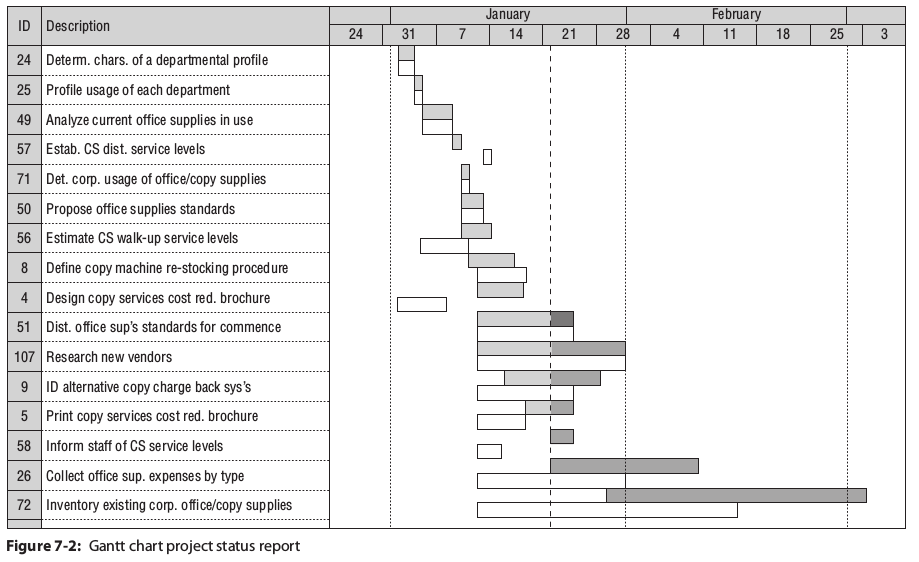 ID Description January February
24 31 7 14 21 28 4 11 18 25 3
24 Determ. chars. of a departmental profile
25 Profile usage of each department
49 Analyze current office supplies in use
57 Estab. CS dist. service levels
71 Det. corp. usage of office/copy supplies
50 Propose office supplies standards
56 Estimate CS walk-up service levels
8 Define copy machine re-stocking procedure
4 Design copy services cost red. brochure
51 Dist. office sup's standards for commence
107 Research new vendors
9 ID alternative copy charge back sys's
5 Print copy services cost red. brochure
58 Inform staff of CS service levels
26 Collect office sup. expenses by type
72 Inventory existing corp. office/copy supplies
Figure 7-2: Gantt chart project status report